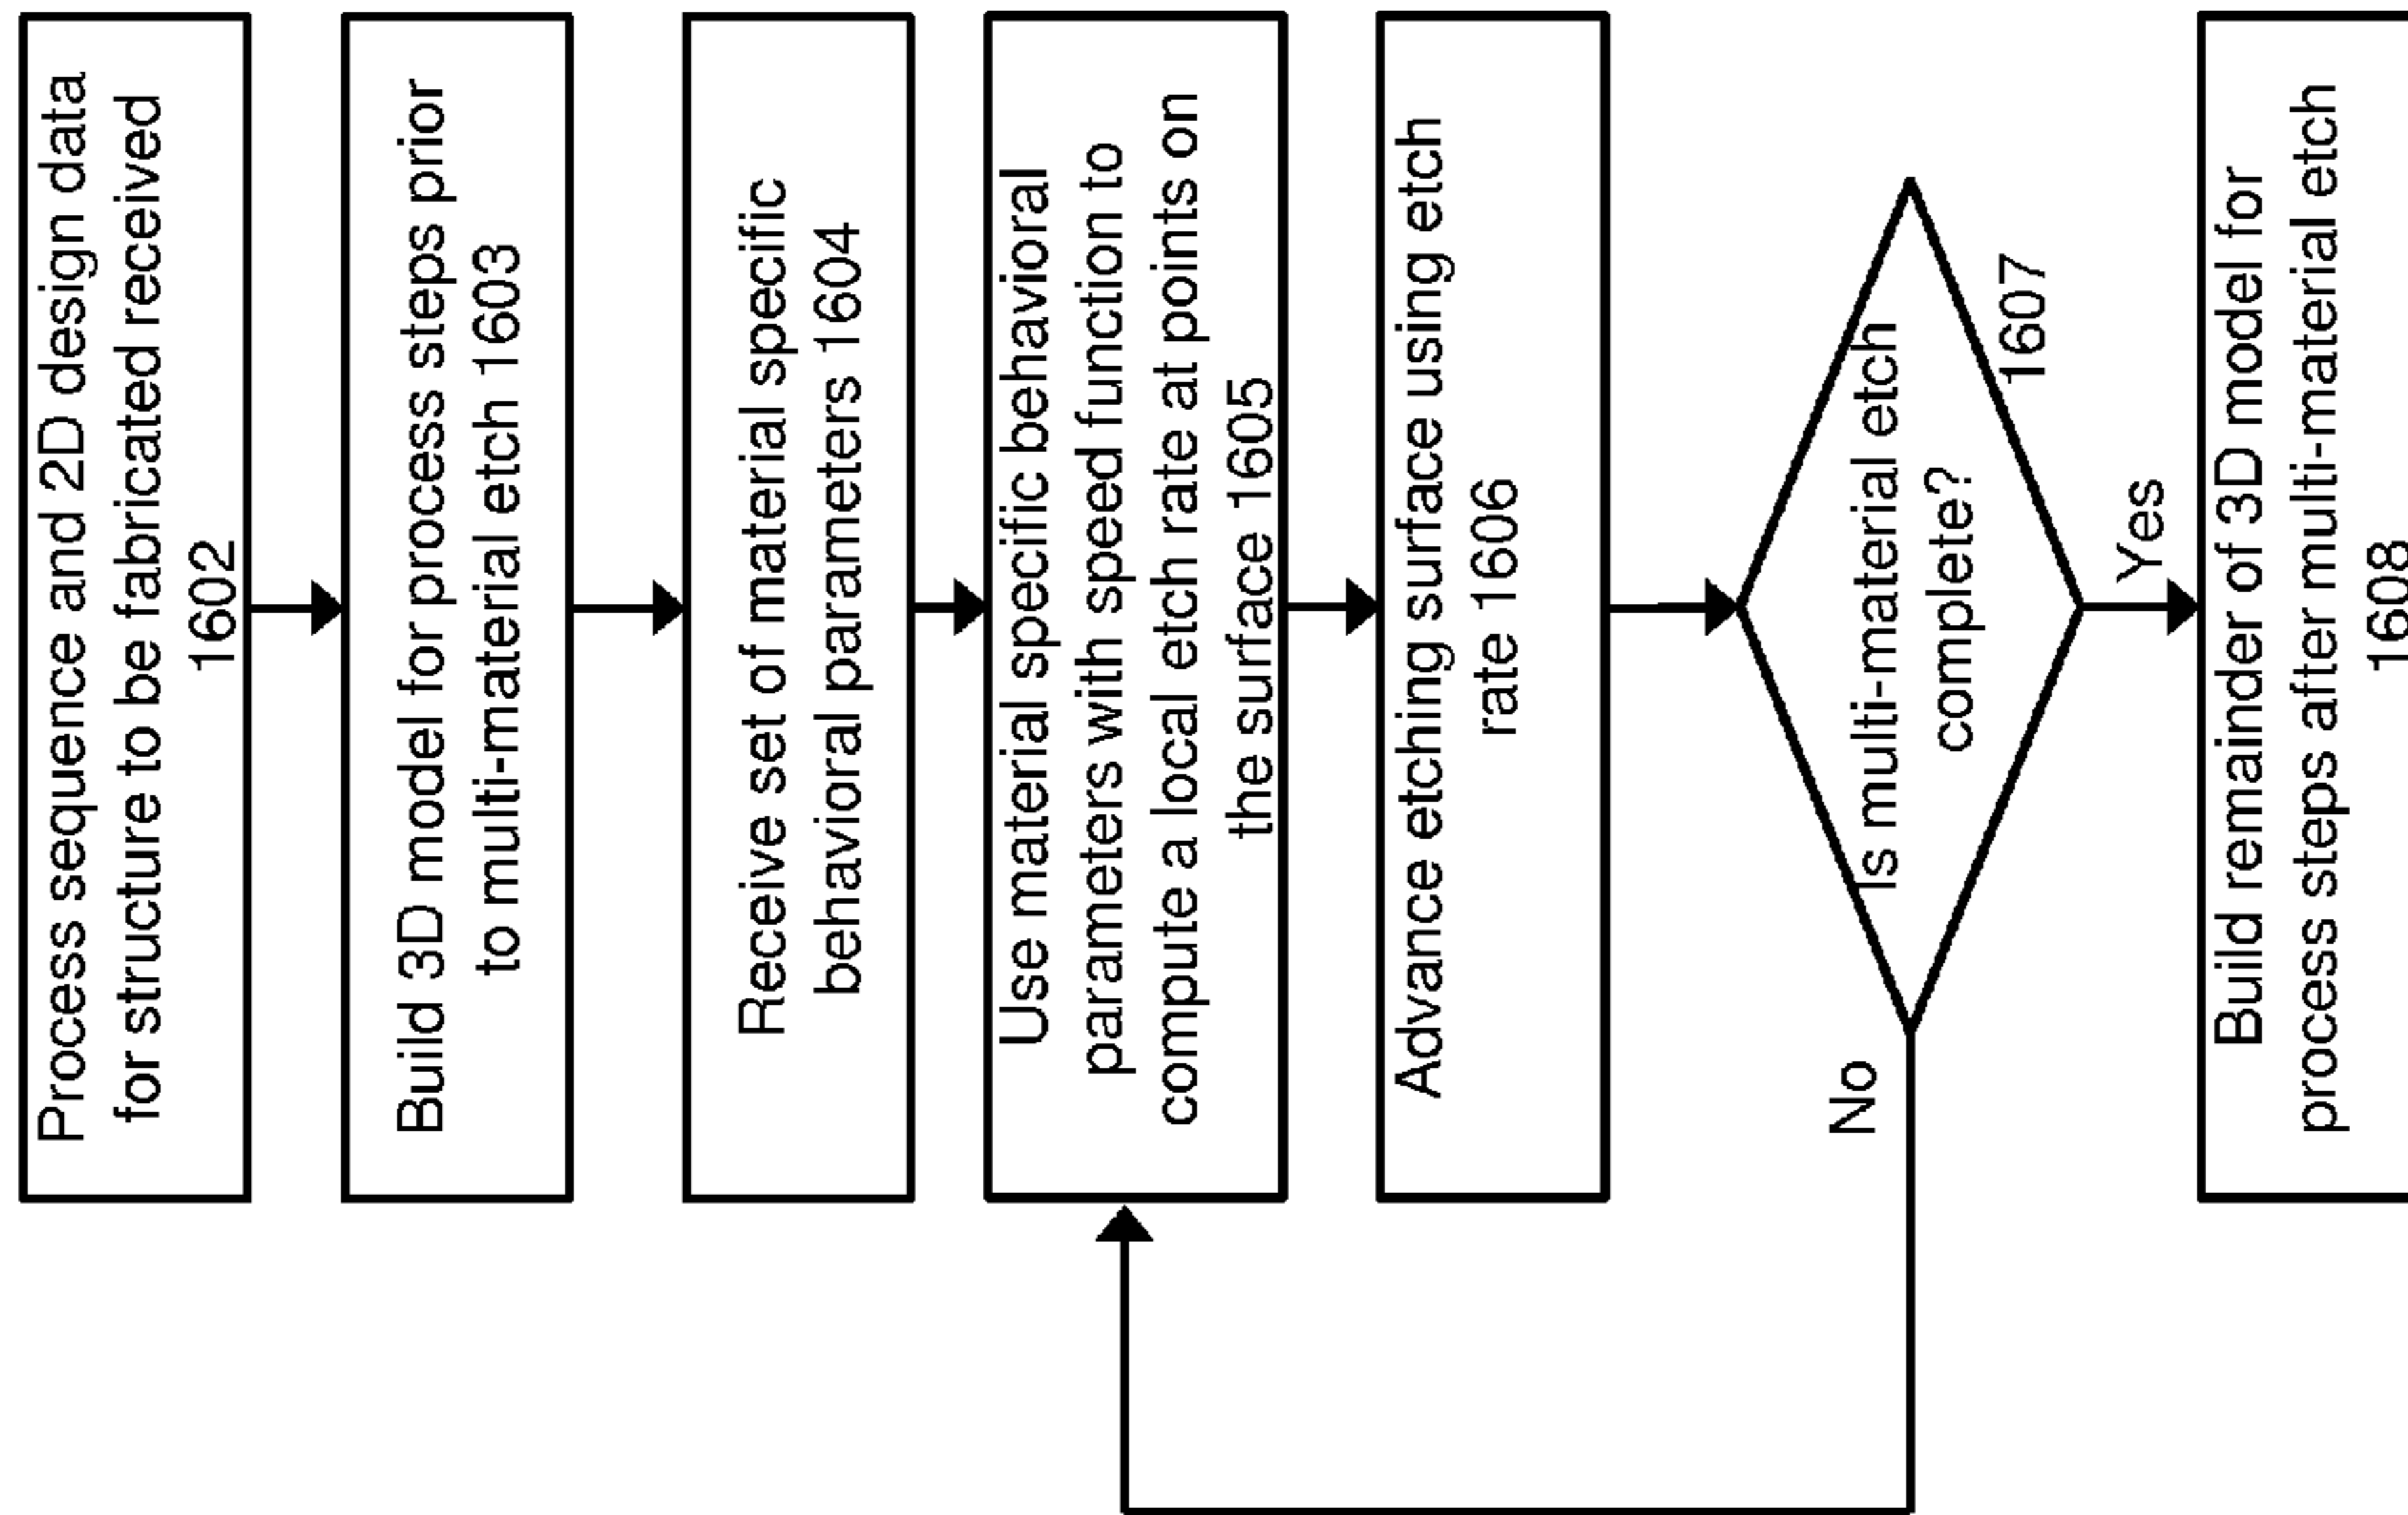 Process sequence and 2D design data
for structure to be fabricated received
1602
Build 3D model for process steps prior
to multi-material etch 1603
Receive set of material specific
behavioral parameters 1604
Use material specific behavioral
parameters with speed function to
compute a local etch rate at points on
the surface 1605
Advance etching surface using etch
rate 1606
No
Is multi-material etch
complete?
1607
Yes
Build remainder of 3D model for
process steps after multi-material etch
1608